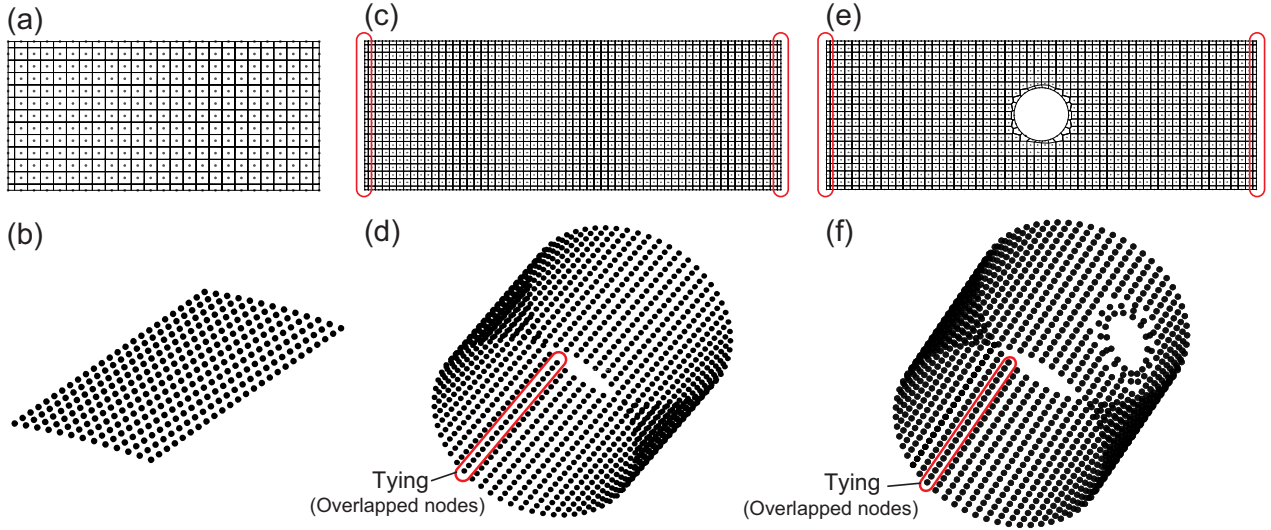 (a)
(c)
(e)
(b)
(d)
(f)
Tying
(Overlapped nodes)
Tying
(Overlapped nodes)